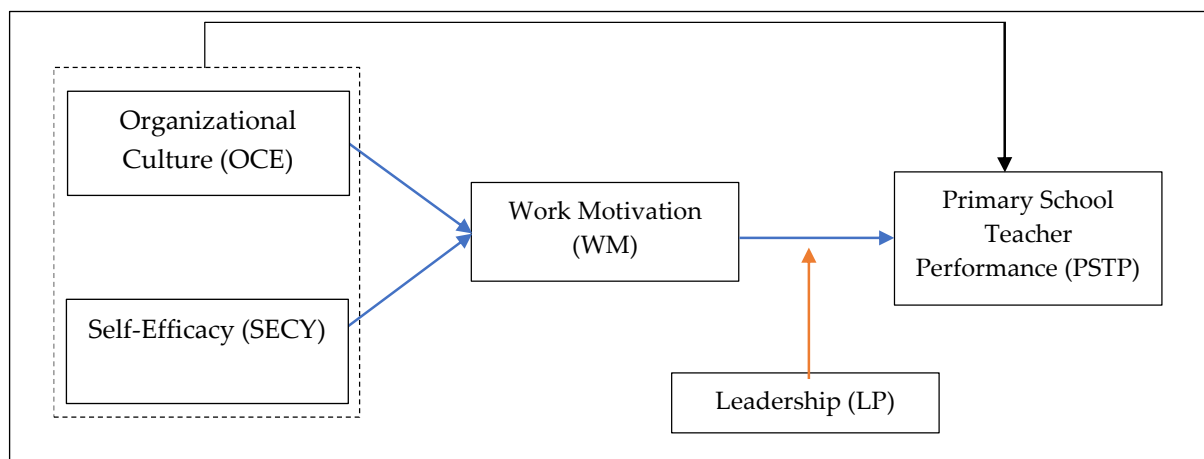 Organizational
Culture (OCE)
Self-Efficacy (SECY)
Work Motivation
(WM)
Primary School
Teacher
Performance (PSTP)
Leadership (LP)